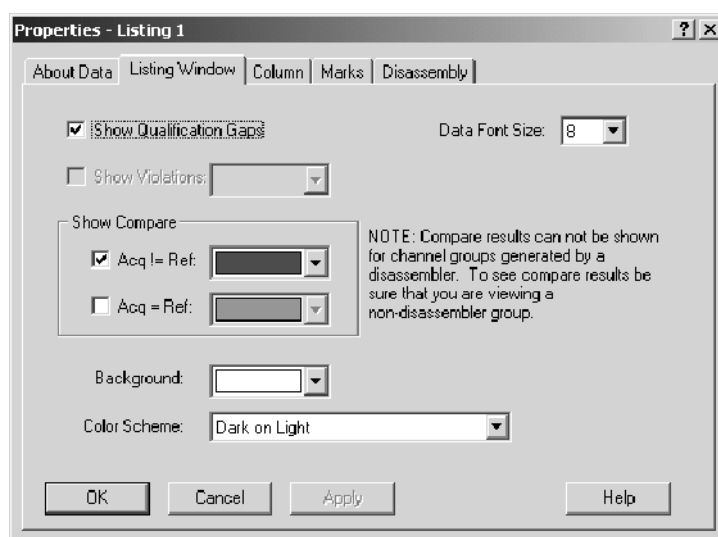 Properties - Listing 1
About Data Listing Window Column Marks Disassembly
Show Qualification Gaps
Data Font Size: 8
Show Violations:
Show Compare
Acq != Ref:
Acq = Ref:
NOTE: Compare results can not be shown
for channel groups generated by a
disassembler. To see compare results be
sure that you are viewing a
non-disassembler group.
Background:
Color Scheme: Dark on Light
OK Cancel Apply Help